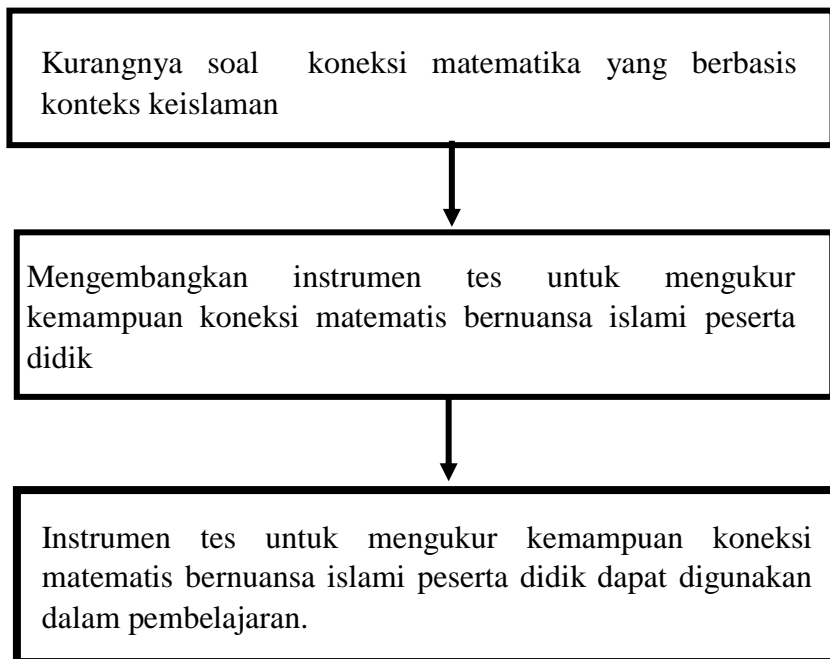 Kurangnya soal koneksi matematika yang berbasis
konteks keislaman
Mengembangkan instrumen tes untuk mengukur
kemampuan koneksi matematis bernuansa islami peserta
didik
Instrumen tes untuk mengukur kemampuan koneksi
matematis bernuansa islami peserta didik dapat digunakan
dalam pembelajaran.